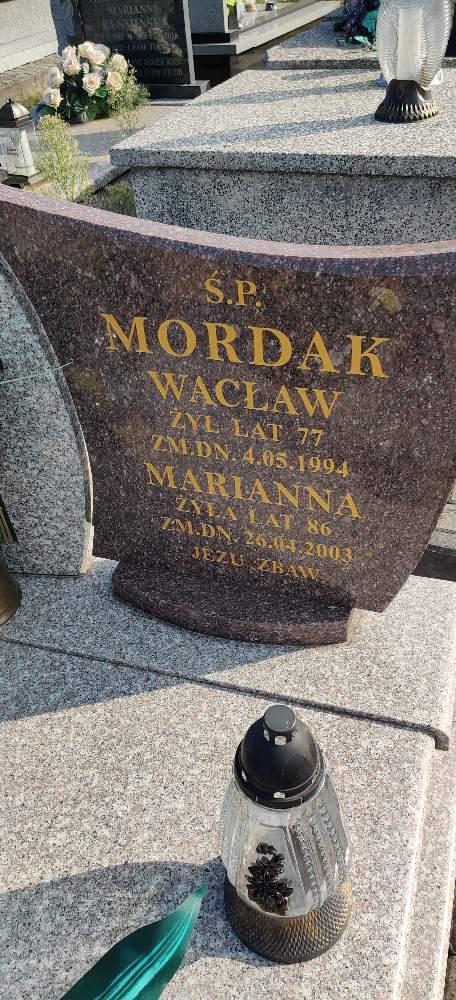 MARIANNA
Ś.P.
MORDAK
WACŁAW
ŻYŁ LAT 77
ZM.DN. 4.05.1994
MARIANNA
ŻYŁA LAT 86
ZM.DN. 26.04.2003
JEZU ZBAW